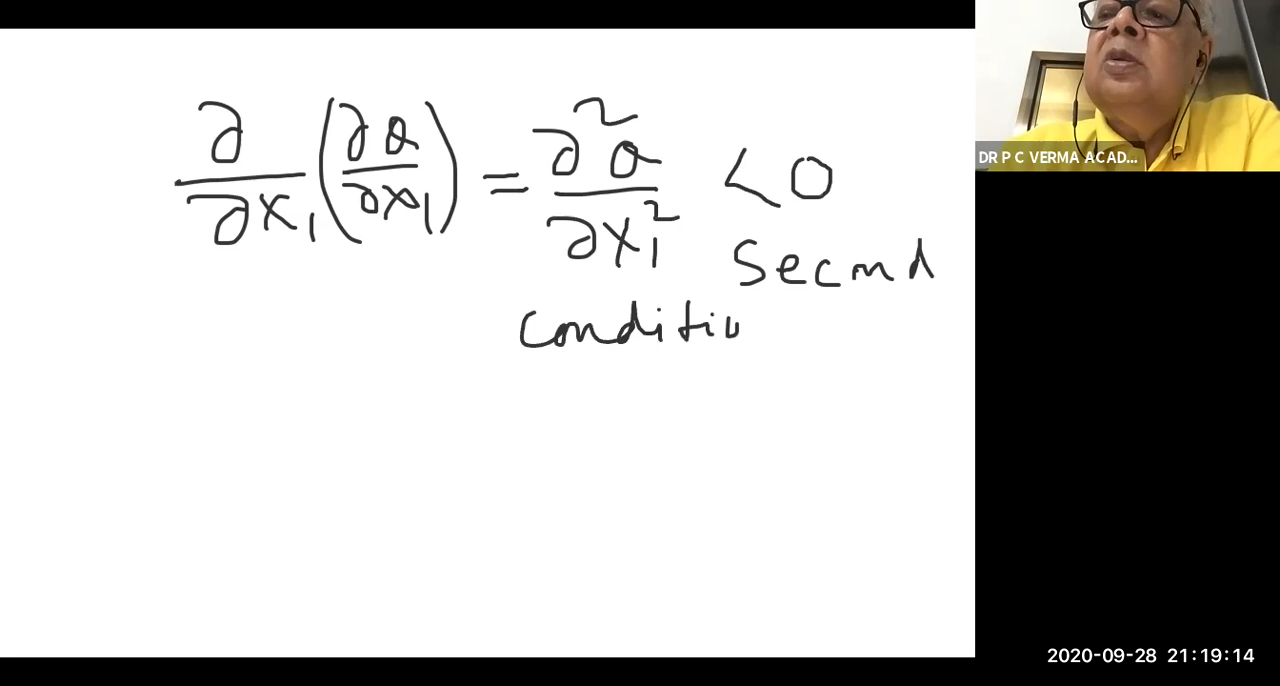 ∂/∂x₁ (∂Q/∂x₁) = ∂²Q/∂x₁² < 0
Second
conditio
DR P C VERMA ACAD...
2020-09-28 21:19:14